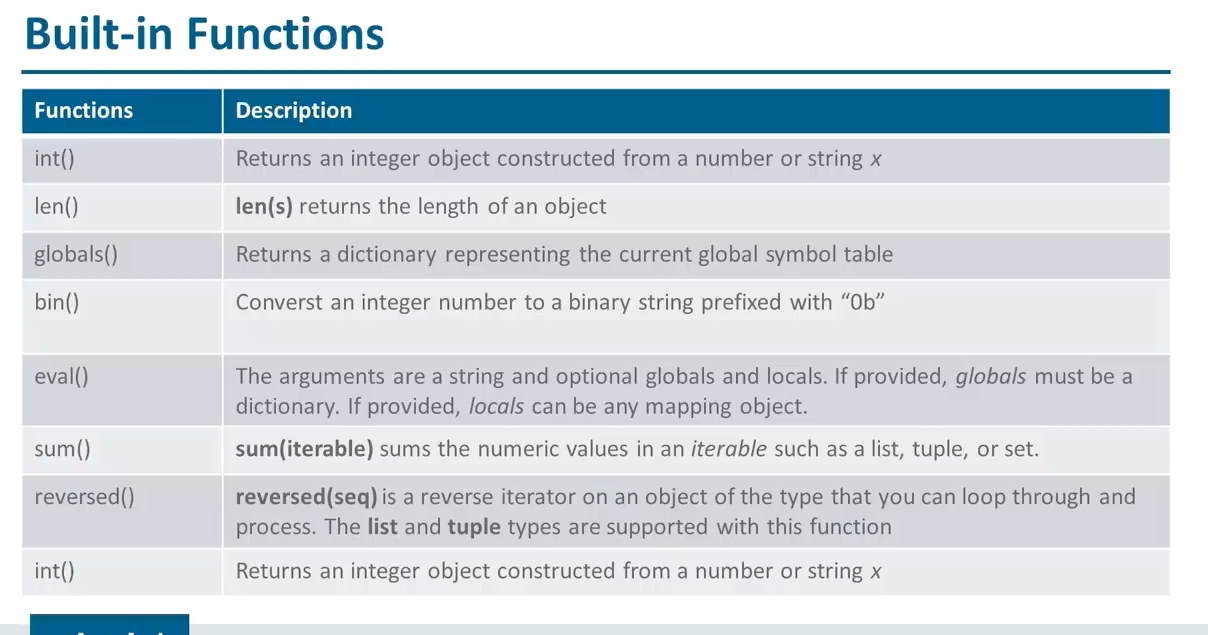 Built-in Functions
Functions Description
int() Returns an integer object constructed from a number or string x
len() len(s) returns the length of an object
globals() Returns a dictionary representing the current global symbol table
bin() Converst an integer number to a binary string prefixed with “0b”
eval() The arguments are a string and optional globals and locals. If provided, globals must be a
dictionary. If provided, locals can be any mapping object.
sum() sum(iterable) sums the numeric values in an iterable such as a list, tuple, or set.
reversed() reversed(seq) is a reverse iterator on an object of the type that you can loop through and
process. The list and tuple types are supported with this function
int() Returns an integer object constructed from a number or string x